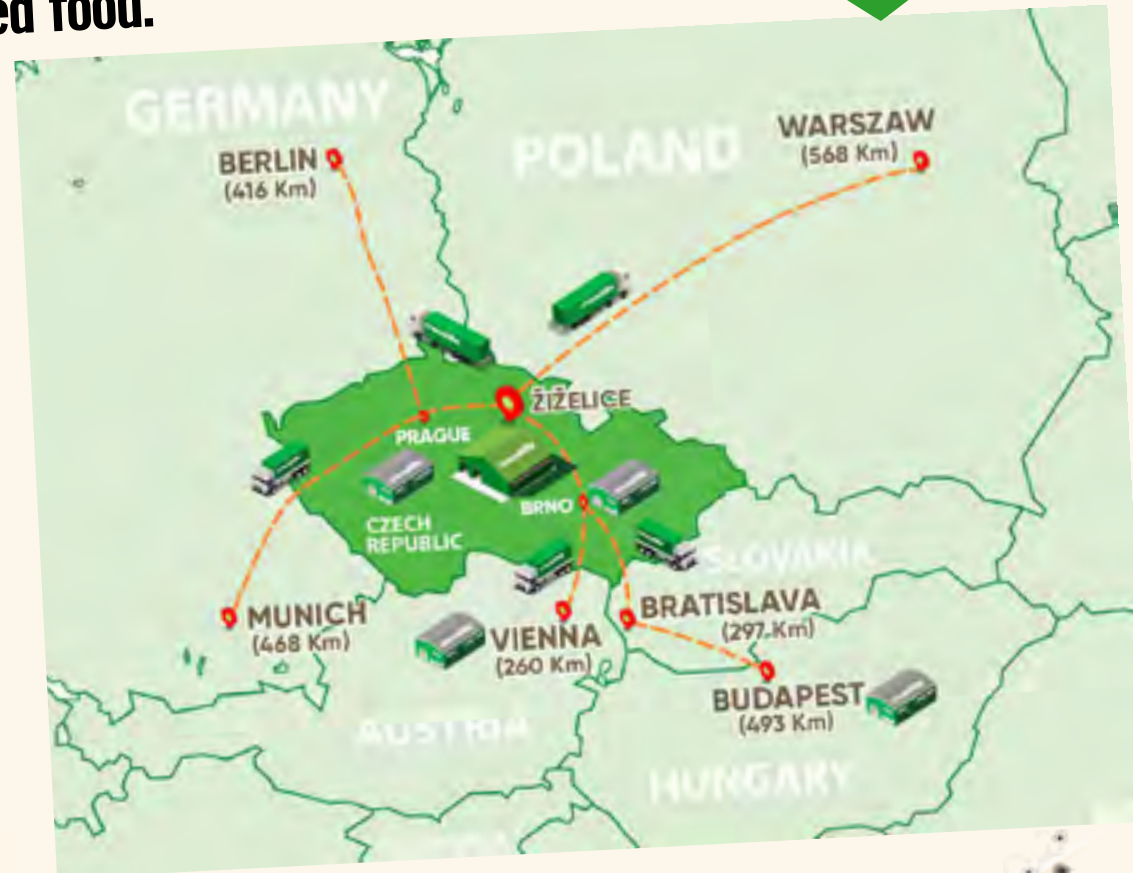 ed food.
GERMANY
POLAND
WARSZAW
(568 Km)
BERLIN
(416 Km)
ŽIŽELICE
PRAGUE
BRNO
CZECH
REPUBLIC
SLOVAKIA
MUNICH
(468 Km)
VIENNA
(260 Km)
BRATISLAVA
(297 Km)
BUDAPEST
(493 Km)
AUSTRIA
HUNGARY